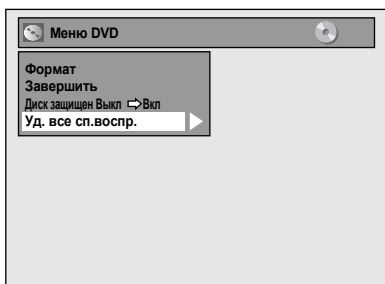 Меню DVD
Формат
Завершить
Диск защищен Выкл ⇨ Вкл
Уд. все сп.воспр.